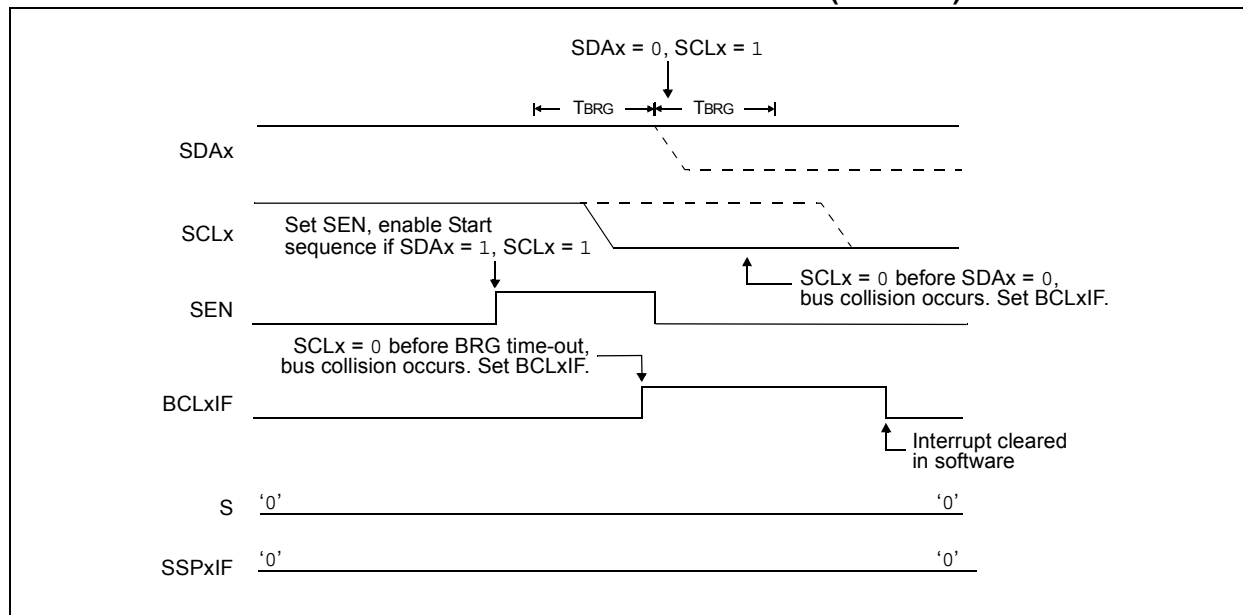 SDAx = 0, SCLx = 1
TBRG TBRG
SDAx
SCLx
Set SEN, enable Start
sequence if SDAx = 1, SCLx = 1
SCLx = 0 before SDAx = 0,
bus collision occurs. Set BCLxIF.
SEN
SCLx = 0 before BRG time-out,
bus collision occurs. Set BCLxIF.
BCLxIF
Interrupt cleared
in software
S ‘0’ ‘0’
SSPxIF ‘0’ ‘0’